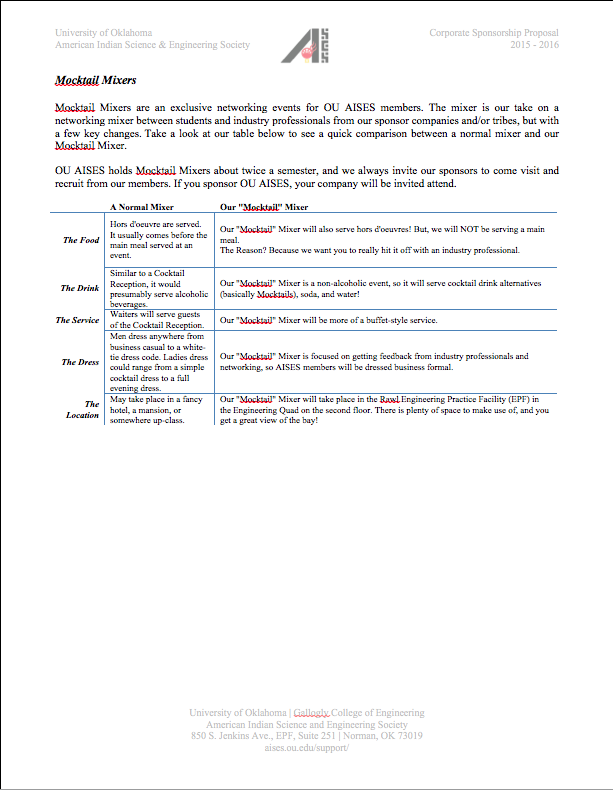 University of Oklahoma
American Indian Science & Engineering Society
AISES
Corporate Sponsorship Proposal
2015 - 2016
Mocktail Mixers
Mocktail Mixers are an exclusive networking events for OU AISES members. The mixer is our take on a
networking mixer between students and industry professionals from our sponsor companies and/or tribes, but with
a few key changes. Take a look at our table below to see a quick comparison between a normal mixer and our
Mocktail Mixer.
OU AISES holds Mocktail Mixers about twice a semester, and we always invite our sponsors to come visit and
recruit from our members. If you sponsor OU AISES, your company will be invited attend.
A Normal Mixer
Our "Mocktail" Mixer
The Food
Hors d'oeuvre are served.
It usually comes before the
main meal served at an
event.
Our "Mocktail" Mixer will also serve hors d'oeuvres! But, we will NOT be serving a main
meal.
The Reason? Because we want you to really hit it off with an industry professional.
The Drink
Similar to a Cocktail
Reception, it would
presumably serve alcoholic
beverages.
Our "Mocktail" Mixer is a non-alcoholic event, so it will serve cocktail drink alternatives
(basically Mocktails), soda, and water!
The Service
Waiters will serve guests
of the Cocktail Reception.
Our "Mocktail" Mixer will be more of a buffet-style service.
The Dress
Men dress anywhere from
business casual to a white-
tie dress code. Ladies dress
could range from a simple
cocktail dress to a full
evening dress.
Our "Mocktail" Mixer is focused on getting feedback from industry professionals and
networking, so AISES members will be dressed business formal.
The
Location
May take place in a fancy
hotel, a mansion, or
somewhere up-class.
Our "Mocktail" Mixer will take place in the Rawl Engineering Practice Facility (EPF) in
the Engineering Quad on the second floor. There is plenty of space to make use of, and you
get a great view of the bay!
University of Oklahoma | Gallogly College of Engineering
American Indian Science and Engineering Society
850 S. Jenkins Ave., EPF, Suite 251 | Norman, OK 73019
aises.ou.edu/support/